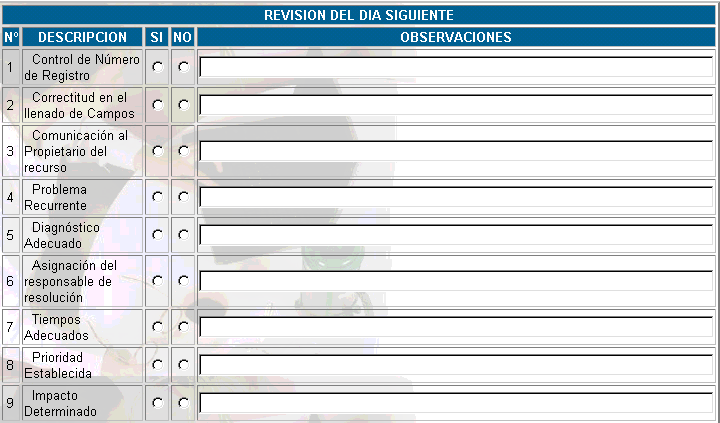 REVISION DEL DIA SIGUIENTE
Nº DESCRIPCION SI NO OBSERVACIONES
1 Control de Número
de Registro
2 Correctitud en el
llenado de Campos
3 Comunicación al
Propietario del
recurso
4 Problema
Recurrente
5 Diagnóstico
Adecuado
6 Asignación del
responsable de
resolución
7 Tiempos
Adecuados
8 Prioridad
Establecida
9 Impacto
Determinado